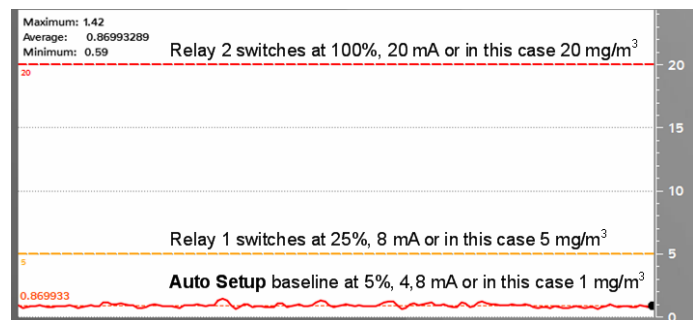 Maximum: 1.42
Average: 0.86993289
Minimum: 0.59
Relay 2 switches at 100%, 20 mA or in this case 20 mg/m³
20
20
15
10
Relay 1 switches at 25%, 8 mA or in this case 5 mg/m³
5
5
Auto Setup baseline at 5%, 4,8 mA or in this case 1 mg/m³
0.869933
0